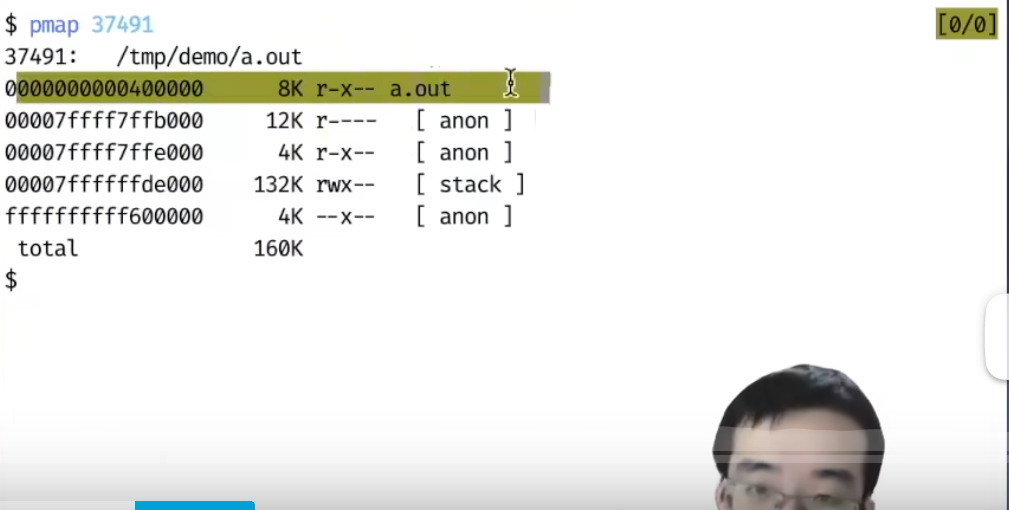 $ pmap 37491 [0/0]
37491: /tmp/demo/a.out
0000000000400000 8K r-x-- a.out
00007ffff7ffb000 12K r---- [ anon ]
00007ffff7ffe000 4K r-x-- [ anon ]
00007ffffffde000 132K rwx-- [ stack ]
ffffffffff600000 4K --x-- [ anon ]
total 160K
$